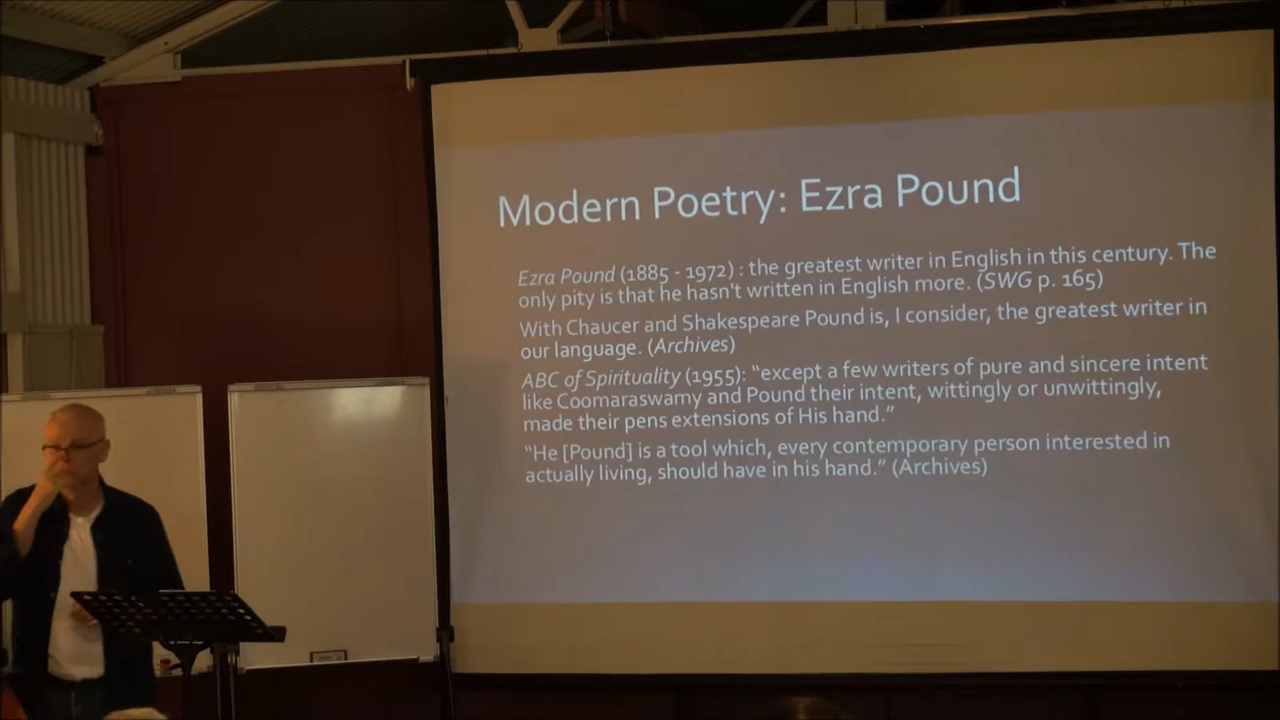 Modern Poetry: Ezra Pound
Ezra Pound (1885 - 1972) : the greatest writer in English in this century. The
only pity is that he hasn't written in English more. (SWG p. 165)
With Chaucer and Shakespeare Pound is, I consider, the greatest writer in
our language. (Archives)
ABC of Spirituality (1955): “except a few writers of pure and sincere intent
like Coomaraswamy and Pound their intent, wittingly or unwittingly,
made their pens extensions of His hand.”
“He [Pound] is a tool which, every contemporary person interested in
actually living, should have in his hand.” (Archives)